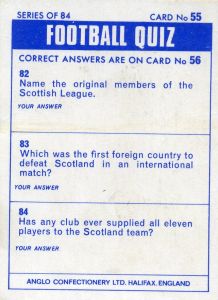 SERIES OF 84 CARD No 55
FOOTBALL QUIZ
CORRECT ANSWERS ARE ON CARD No 56
82
Name the original members of the
Scottish League.
YOUR ANSWER
83
Which was the first foreign country to
defeat Scotland in an international
match?
YOUR ANSWER
84
Has any club ever supplied all eleven
players to the Scotland team?
YOUR ANSWER
ANGLO CONFECTIONERY LTD. HALIFAX. ENGLAND